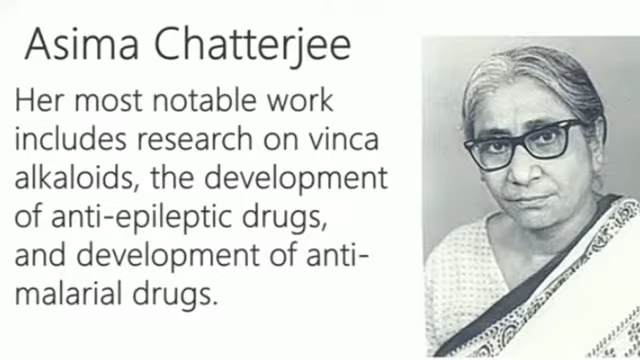 Asima Chatterjee
Her most notable work
includes research on vinca
alkaloids, the development
of anti-epileptic drugs,
and development of anti-
malarial drugs.